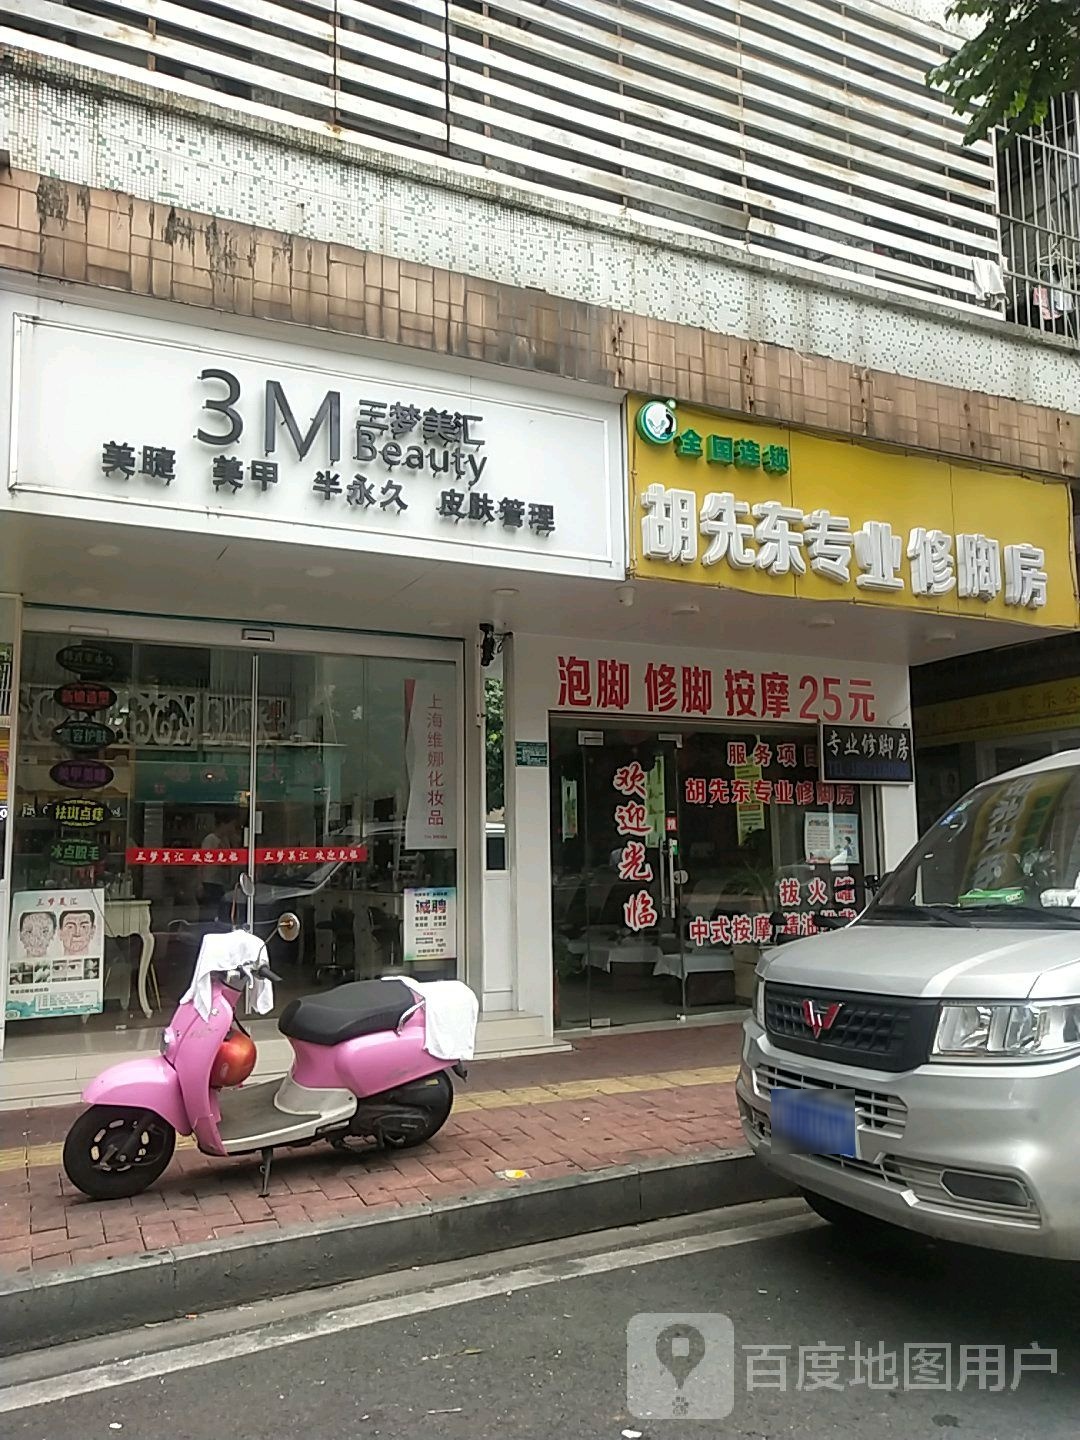 3M 三梦美汇
Beauty
美睫 美甲 半永久 皮肤管理
全国连锁
胡先东专业修脚房
泡脚 修脚 按摩 25元
专业修脚房
服务项目
胡先东专业修脚房
欢迎光临
拔火罐
中式按摩 精油
上海维娜化妆品
新娘造型
美容护肤
美甲美睫
祛斑点痣
冰点脱毛
三梦美汇 欢迎光临
三梦美汇 欢迎光临
三梦美汇
诚聘
百度地图用户